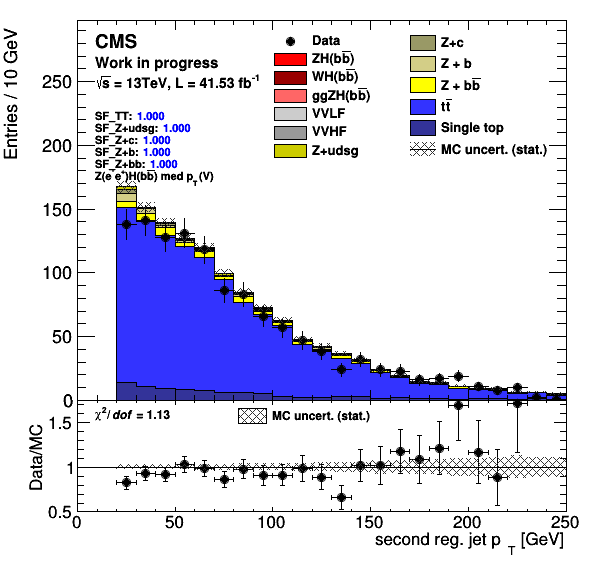 CMS
Work in progress
√s = 13TeV, L = 41.53 fb⁻¹
SF_TT: 1.000
SF_Z+udsg: 1.000
SF_Z+c: 1.000
SF_Z+b: 1.000
SF_Z+bb: 1.000
Z(e⁻e⁺)H(bb̅) med p_T(V)
Data
ZH(bb̅)
WH(bb̅)
ggZH(bb̅)
VVLF
VVHF
Z+udsg
Z+c
Z + b
Z + bb̅
tt̅
Single top
MC uncert. (stat.)
Entries / 10 GeV
250
200
150
100
50
0
χ²/dof = 1.13
MC uncert. (stat.)
Data/MC
1.5
1
0.5
0 50 100 150 200 250
second reg. jet p_T [GeV]